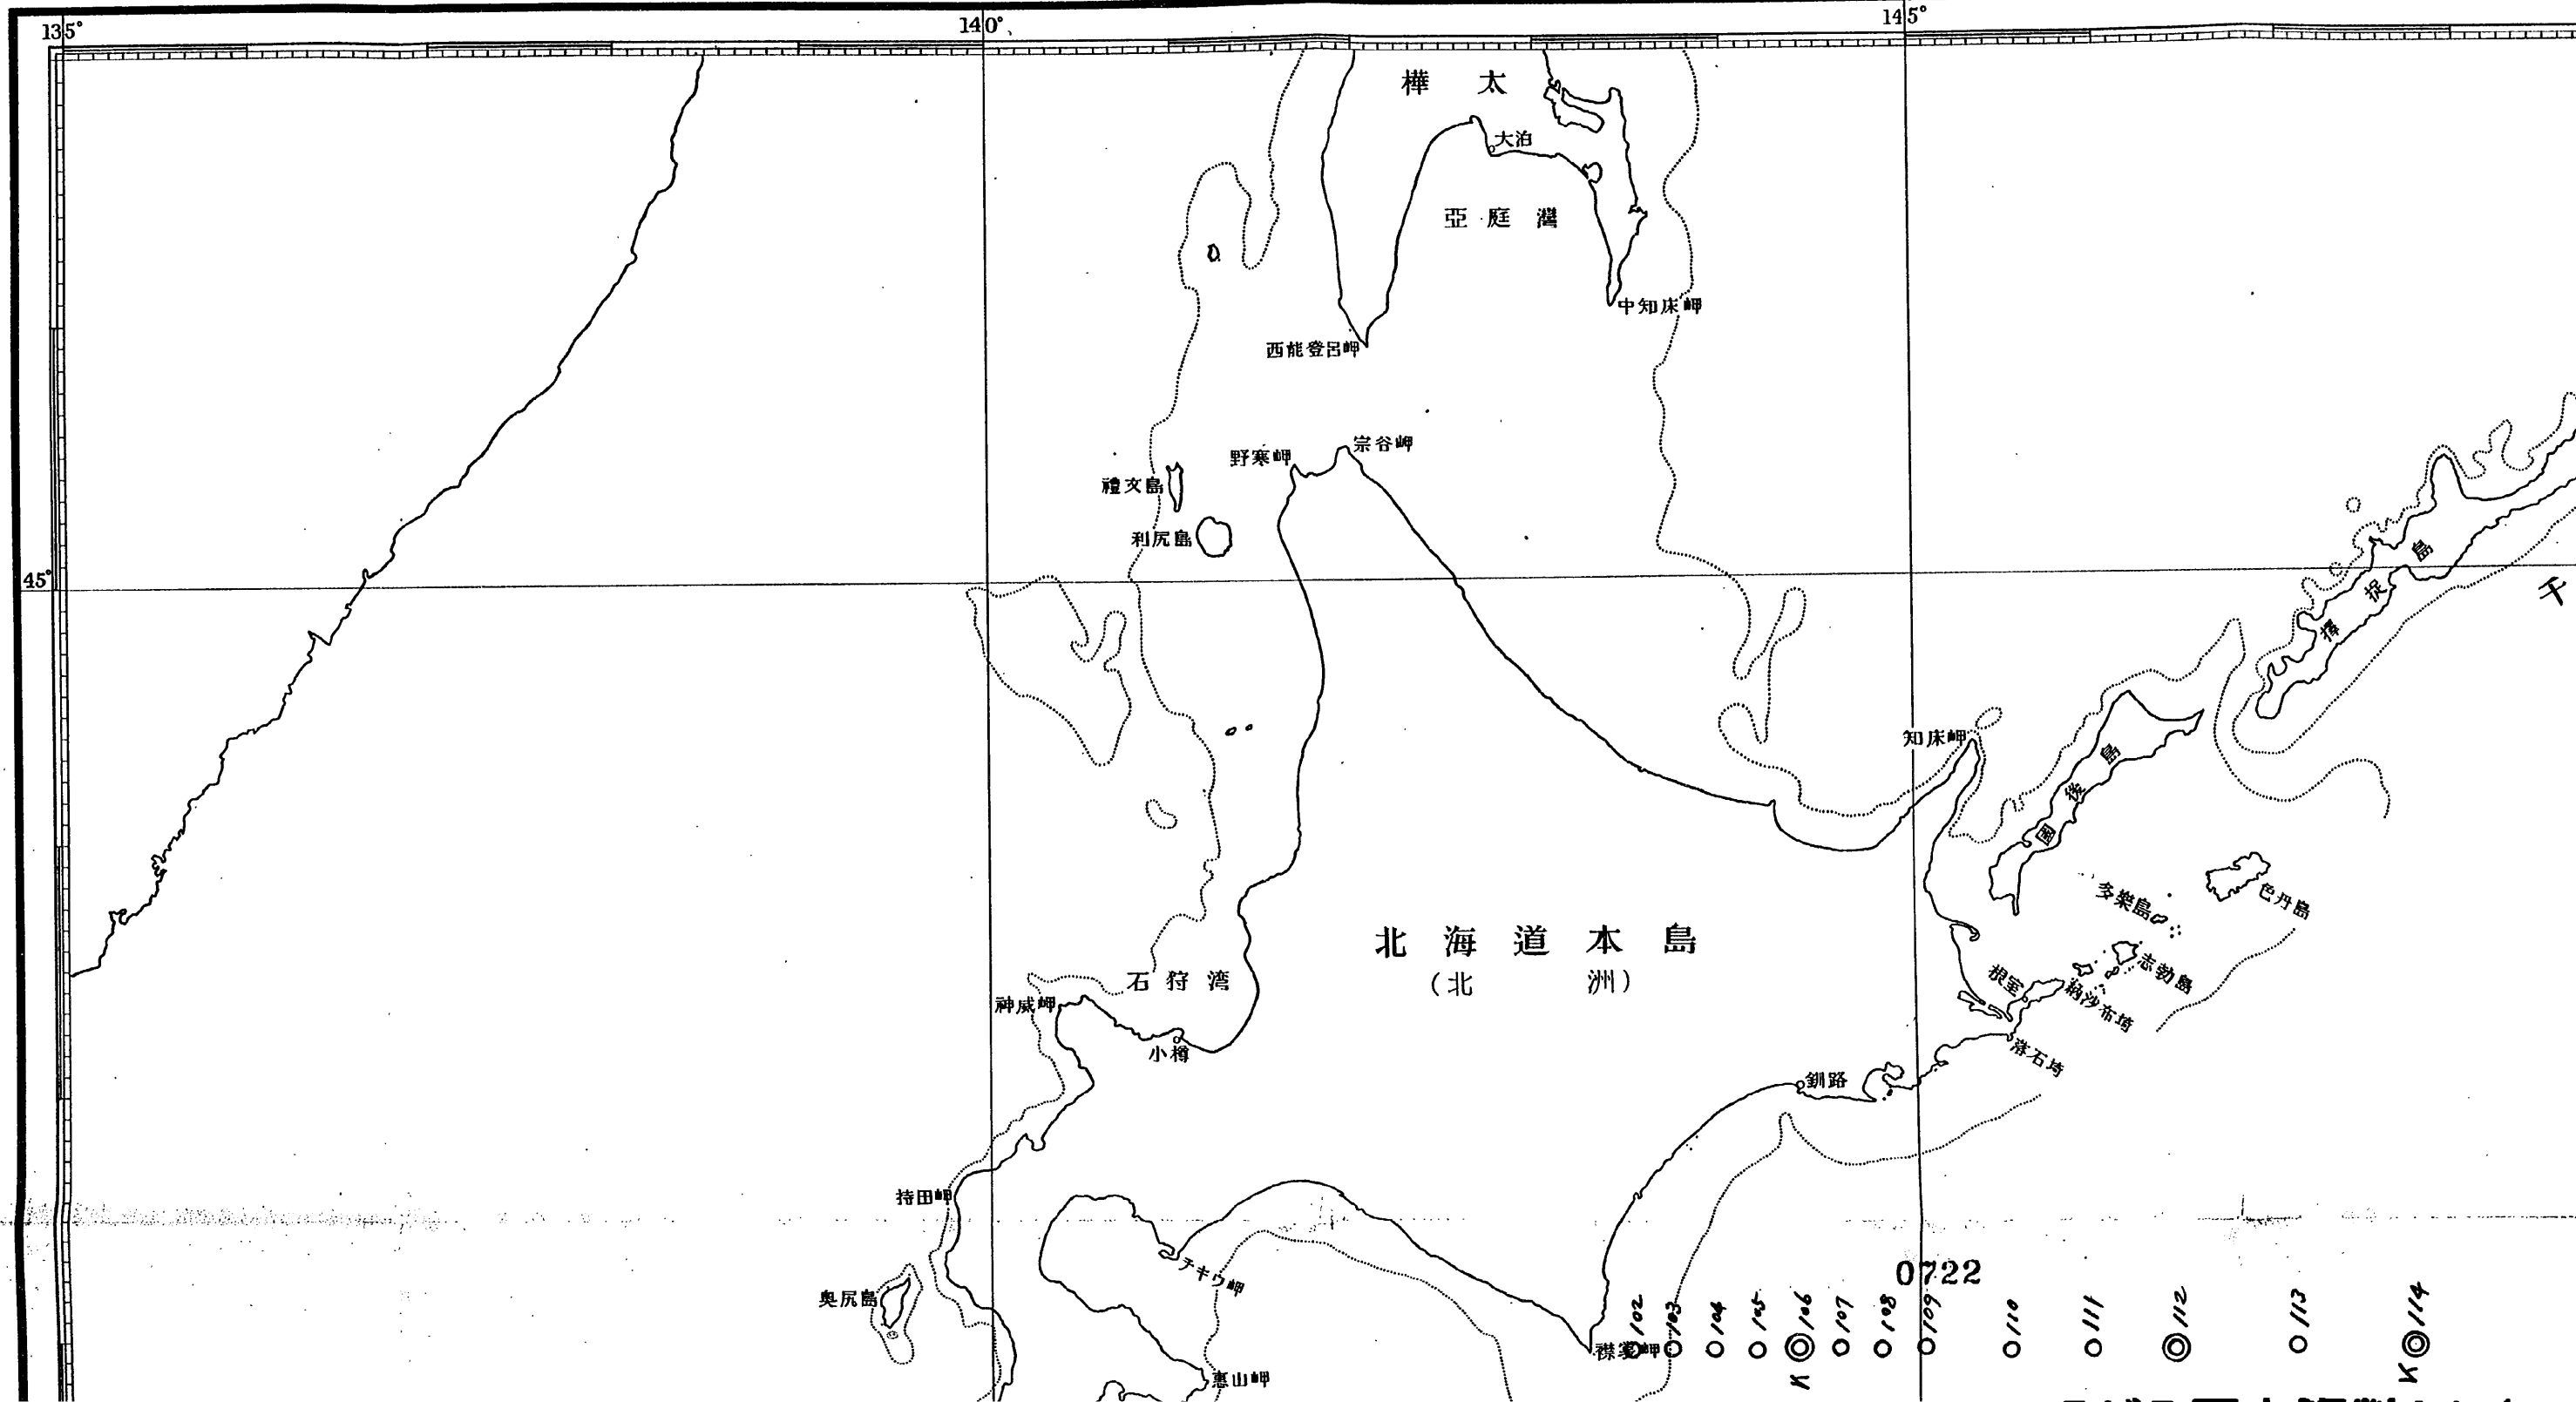 135°
140°
145°
樺太
大泊
亞庭灣
中知床岬
西能登呂岬
宗谷岬
野寒岬
禮文島
利尻島
45°
擇捉島
千
知床岬
國後島
色丹島
多樂島
志勃島
北海道本島
(北洲)
石狩湾
神威岬
小樽
根室
納沙布埼
落石埼
釧路
持田岬
チキウ岬
奥尻島
0722
102
103
104
105
106
107
108
109
110
111
112
113
114
襟裳岬
K
K
恵山岬